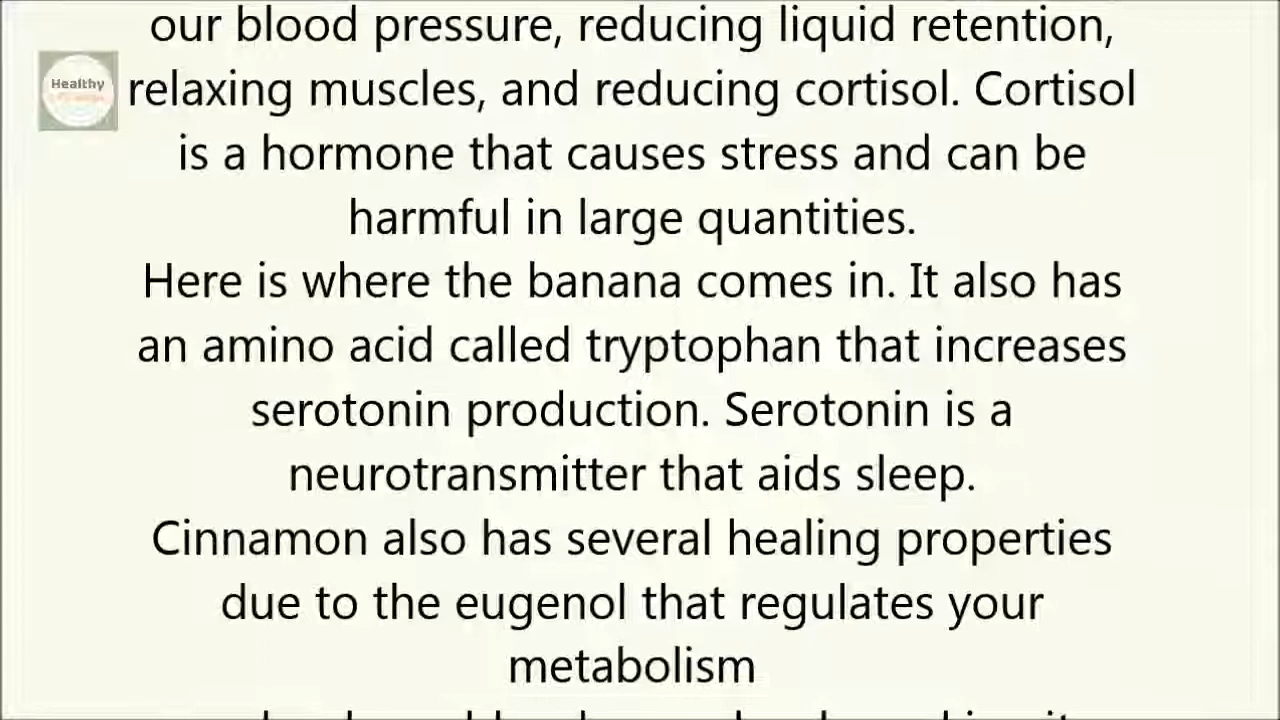 our blood pressure, reducing liquid retention,
Healthy
relaxing muscles, and reducing cortisol. Cortisol
is a hormone that causes stress and can be
harmful in large quantities.
Here is where the banana comes in. It also has
an amino acid called tryptophan that increases
serotonin production. Serotonin is a
neurotransmitter that aids sleep.
Cinnamon also has several healing properties
due to the eugenol that regulates your
metabolism